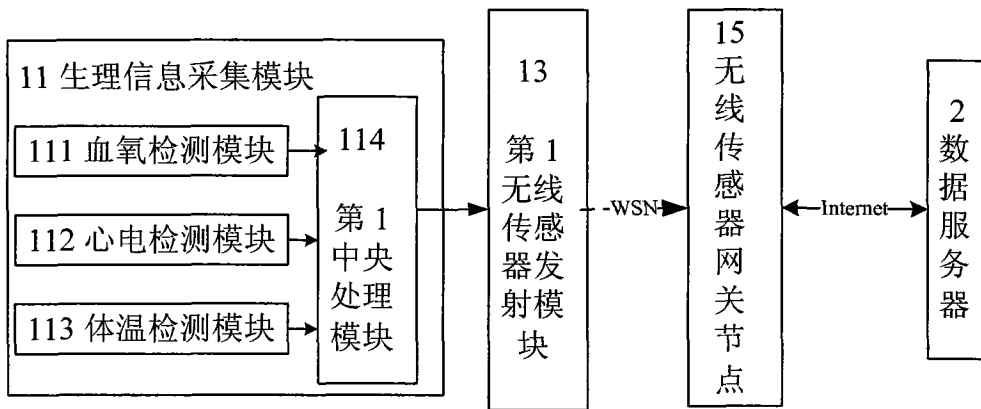 11 生理信息采集模块
111 血氧检测模块
112 心电检测模块
113 体温检测模块
114
第 1
中央
处理
模块
13
第 1
无线
传感
器发
射模
块
WSN
15
无
线
传
感
器
网
关
节
点
Internet
2
数
据
服
务
器